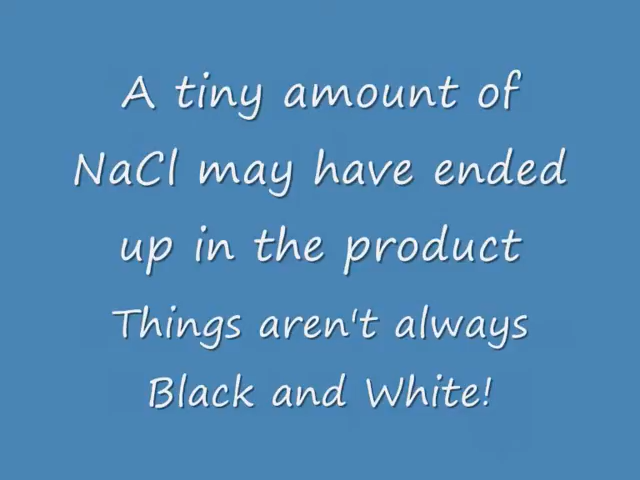 A tiny amount of
NaCl may have ended
up in the product
Things aren't always
Black and White!